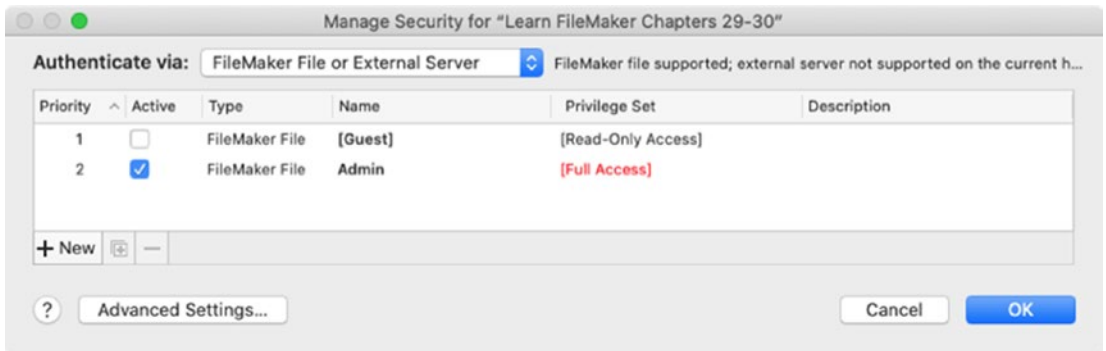 Manage Security for “Learn FileMaker Chapters 29-30”
Authenticate via: FileMaker File or External Server FileMaker file supported; external server not supported on the current h...
Priority Active Type Name Privilege Set Description
1 FileMaker File [Guest] [Read-Only Access]
2 FileMaker File Admin [Full Access]
+ New
? Advanced Settings... Cancel OK